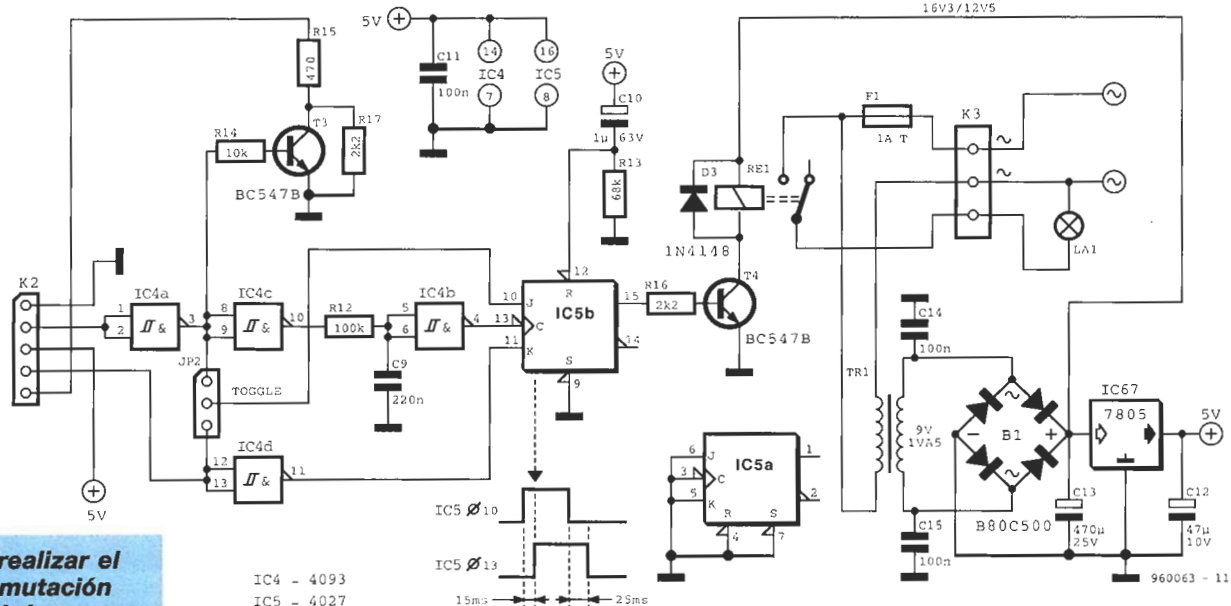 16V3/12V5
5V
R15
470
C11
100n
14
IC4
7
16
IC5
8
5V
C10
1µ
63V
R14
10k
T3
R17
2k2
BC547B
R13
68k
F1
1A T
K3
~
~
~
~
D3
RE1
1N4148
LA1
K2
IC4a
1
2
&
3
IC4c
8
9
&
10
R12
100k
IC4b
5
6
&
4
C9
220n
12
R
10
J
13
C
11
K
IC5b
15
14
S
9
R16
2k2
T4
BC547B
JP2
TOGGLE
IC4d
12
13
&
11
5V
6
J
3
C
5
K
IC5a
1
2
R
S
4
7
TR1
9V
1VA5
C14
100n
C15
100n
~
B1
~
-
+
B80C500
IC67
7805
5V
C13
470µ
25V
C12
47µ
10V
IC5 Ø10
IC5 Ø13
15ms
25ms
realizar el
mutación
IC4 - 4093
IC5 - 4027
960063 - 11